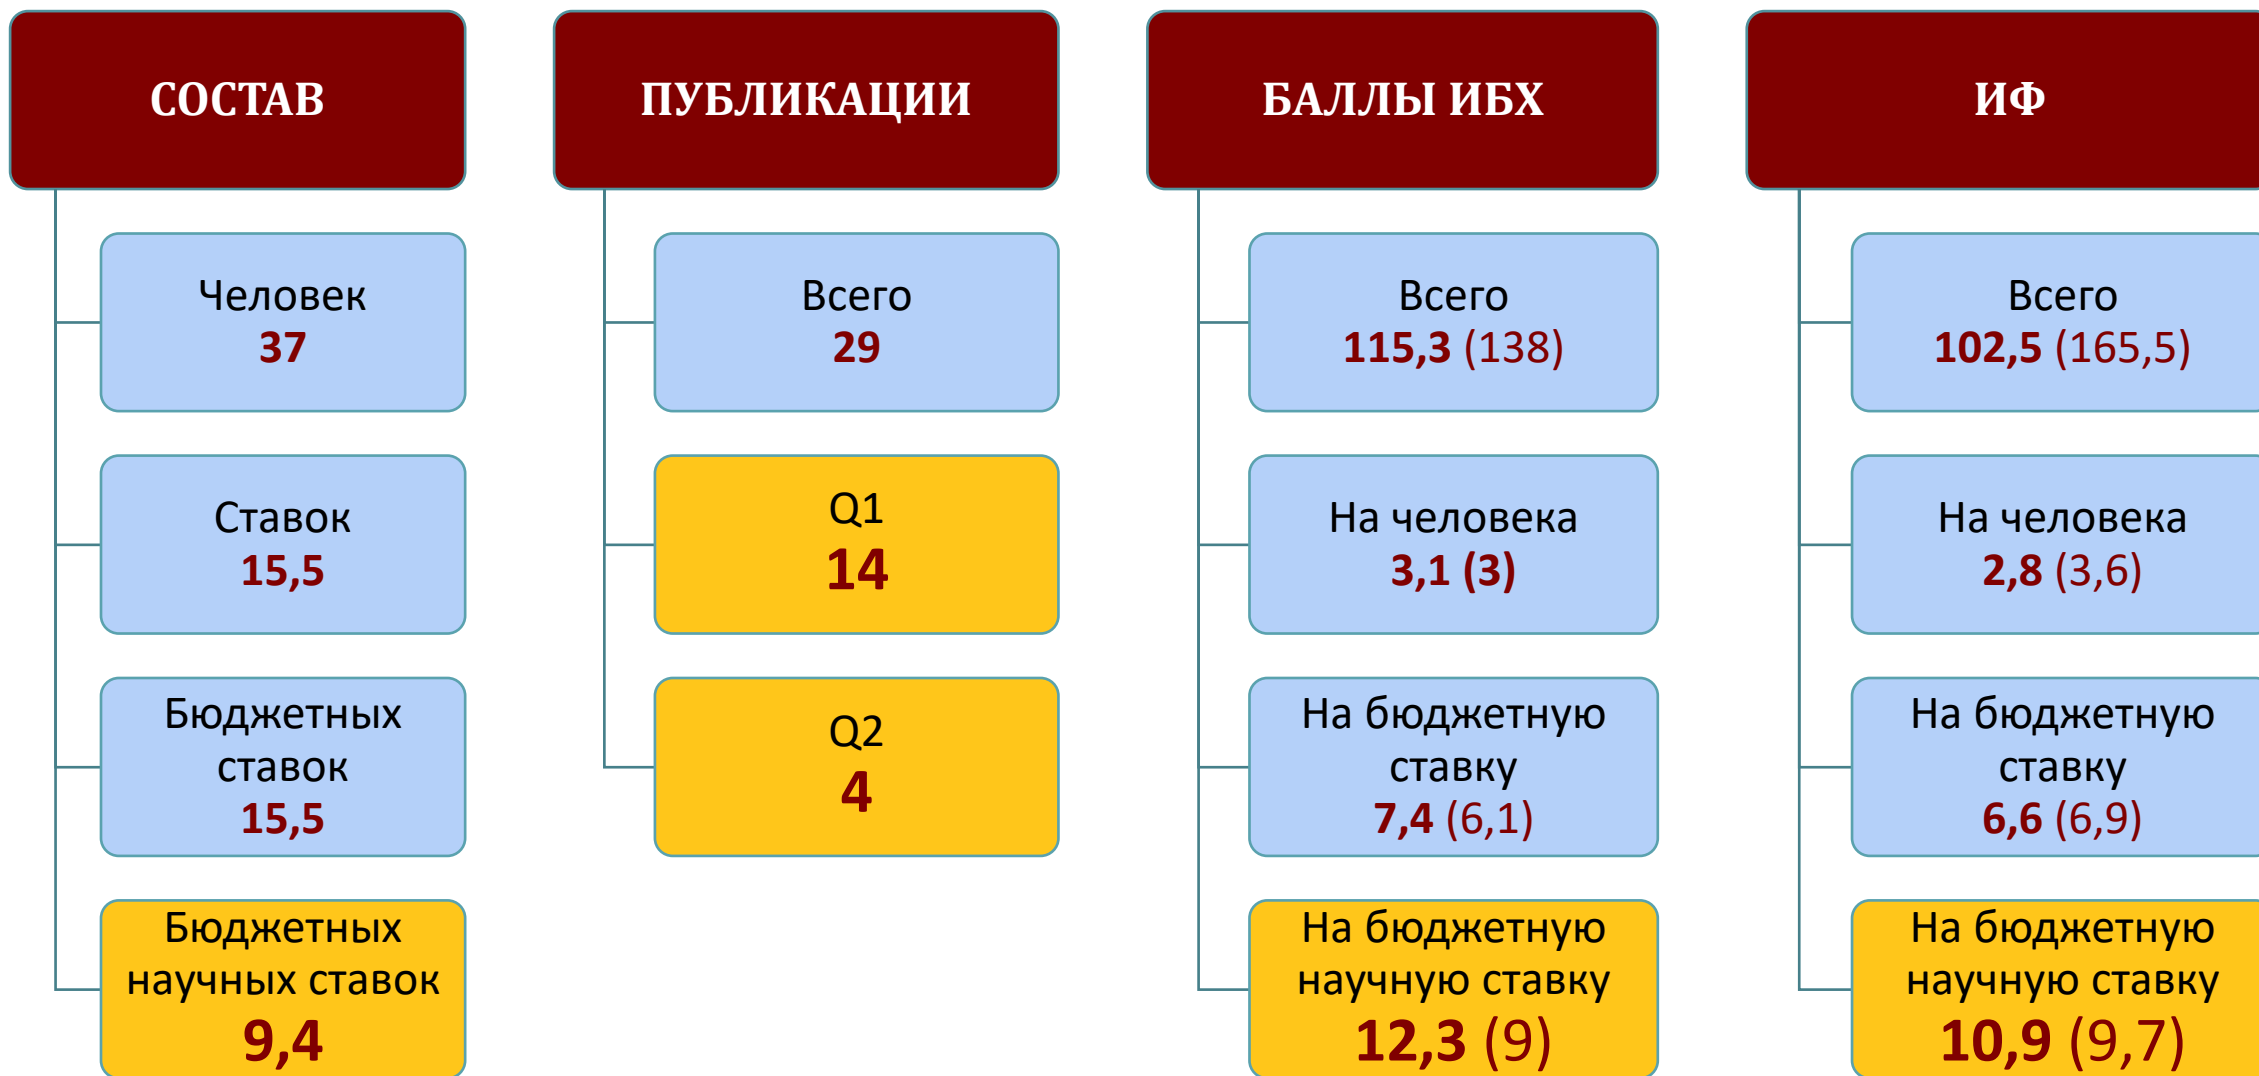 СОСТАВ
Человек
37
Ставок
15,5
Бюджетных
ставок
15,5
Бюджетных
научных ставок
9,4
ПУБЛИКАЦИИ
Всего
29
Q1
14
Q2
4
БАЛЛЫ ИБХ
Всего
115,3 (138)
На человека
3,1 (3)
На бюджетную
ставку
7,4 (6,1)
На бюджетную
научную ставку
12,3 (9)
ИФ
Всего
102,5 (165,5)
На человека
2,8 (3,6)
На бюджетную
ставку
6,6 (6,9)
На бюджетную
научную ставку
10,9 (9,7)